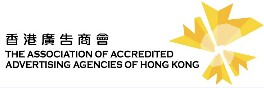 香港廣告商會
THE ASSOCIATION OF ACCREDITED
ADVERTISING AGENCIES OF HONG KONG